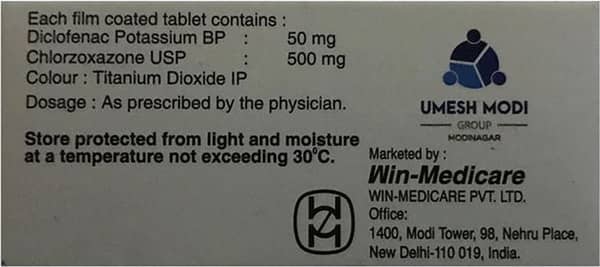 Each film coated tablet contains :
Diclofenac Potassium BP : 50 mg
Chlorzoxazone USP : 500 mg
Colour : Titanium Dioxide IP
Dosage : As prescribed by the physician.
Store protected from light and moisture
at a temperature not exceeding 30°C.
UMESH MODI
GROUP
MODINAGAR
Marketed by :
Win-Medicare
WIN-MEDICARE PVT. LTD.
Office:
1400, Modi Tower, 98, Nehru Place,
New Delhi-110 019, India.